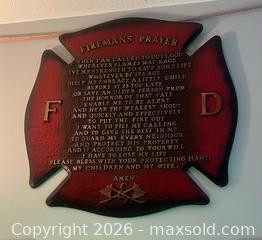 FIREMANS PRAYER
WHEN I AM CALLED TO DUTY, GOD
WHEREVER FLAMES MAY RAGE
GIVE ME STRENGTH TO SAVE SOME LIFE
WHATEVER BE ITS AGE
HELP ME EMBRACE A LITTLE CHILD
BEFORE IT IS TOO LATE
OR SAVE AN OLDER PERSON FROM
THE HORROR OF THAT FATE
ENABLE ME TO BE ALERT
AND HEAR THE WEAKEST SHOUT
AND QUICKLY AND EFFECTIVELY
TO PUT THE FIRE OUT
I WANT TO FILL MY CALLING
AND TO GIVE THE BEST IN ME
TO GUARD MY EVERY NEIGHBOR
AND PROTECT HIS PROPERTY
AND IF ACCORDING TO YOUR WILL
I HAVE TO LOSE MY LIFE
PLEASE BLESS WITH YOUR PROTECTING HAND
MY CHILDREN AND MY WIFE
AMEN
F D
Copyright 2026 - maxsold.com